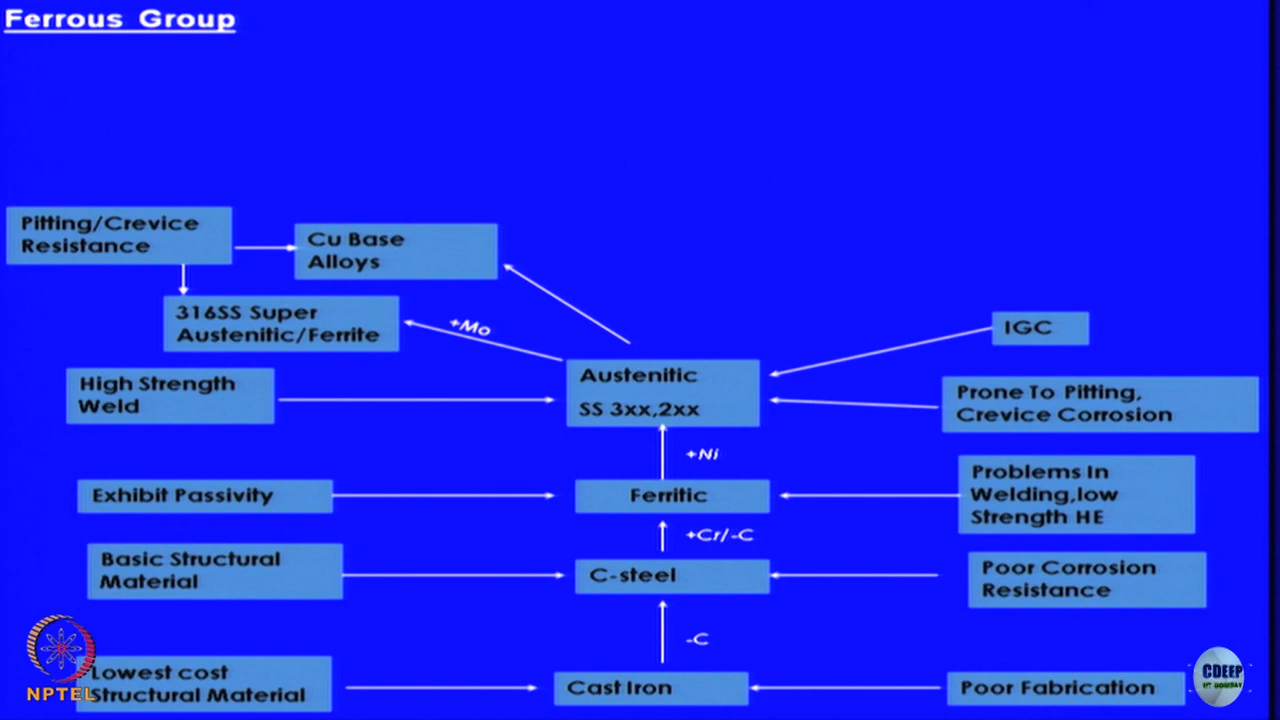 Ferrous Group
Pitting/Crevice
Resistance
Cu Base
Alloys
316SS Super
Austenitic/Ferrite
+Mo
IGC
High Strength
Weld
Austenitic
SS 3xx,2xx
Prone To Pitting,
Crevice Corrosion
+Ni
Exhibit Passivity
Ferritic
Problems In
Welding,low
Strength HE
+Cr/-C
Basic Structural
Material
C-steel
Poor Corrosion
Resistance
-C
Lowest cost
Structural Material
Cast Iron
Poor Fabrication
NPTEL
CDEEP
IIT BOMBAY